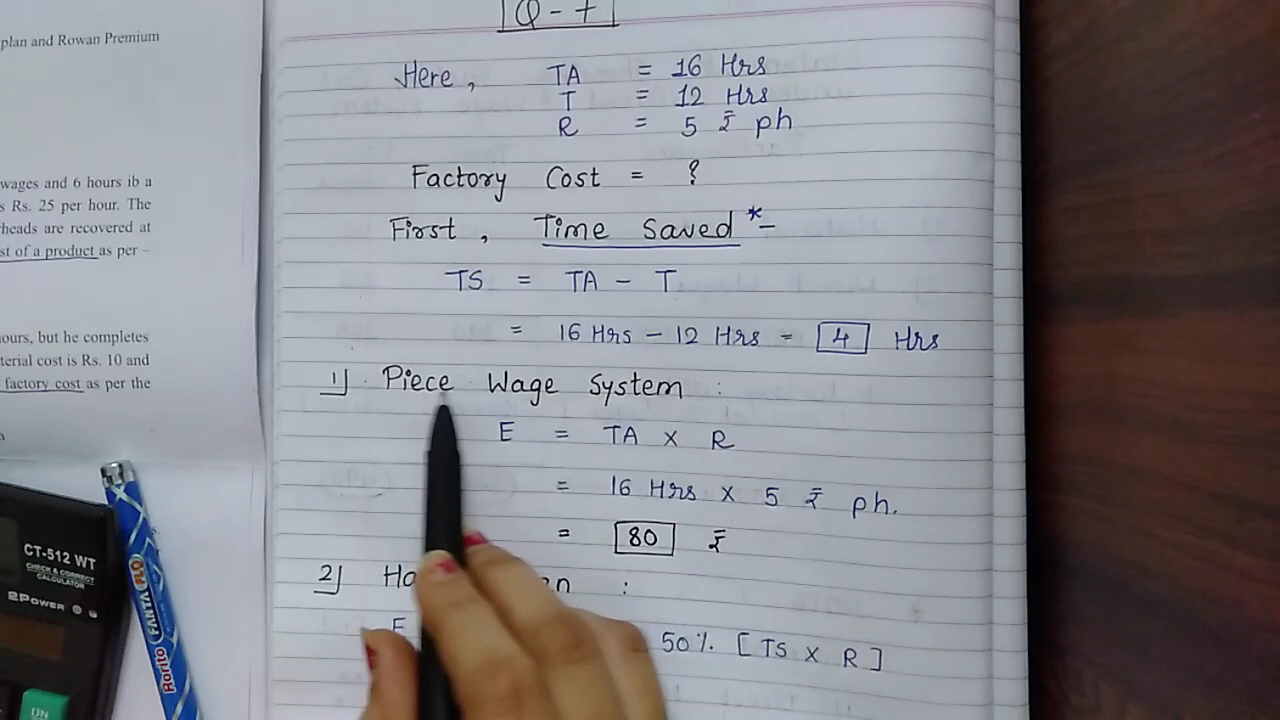 plan and Rowan Premium
wages and 6 hours ib a
s Rs. 25 per hour. The
heads are recovered at
st of a product as per –
ours, but he completes
terial cost is Rs. 10 and
factory cost as per the
Q - 7
Here, TA = 16 Hrs
T = 12 Hrs
R = 5 ₹ ph
Factory Cost = ?
First, Time Saved *-
TS = TA - T
= 16 Hrs - 12 Hrs = 4 Hrs
1) Piece Wage System :
E = TA X R
= 16 Hrs X 5 ₹ ph.
= 80 ₹
2) Ha an :
E 50% [ TS X R ]
CT-512 WT
CHECK & CORRECT
CALCULATOR
2POWER
ON
Rorito FANTAFLO